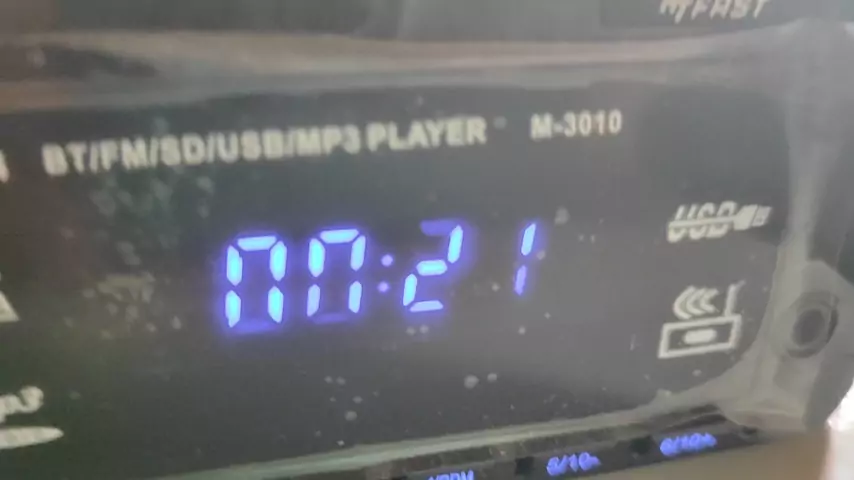 BT/FM/SD/USB/MP3 PLAYER M-3010
USB
00:21